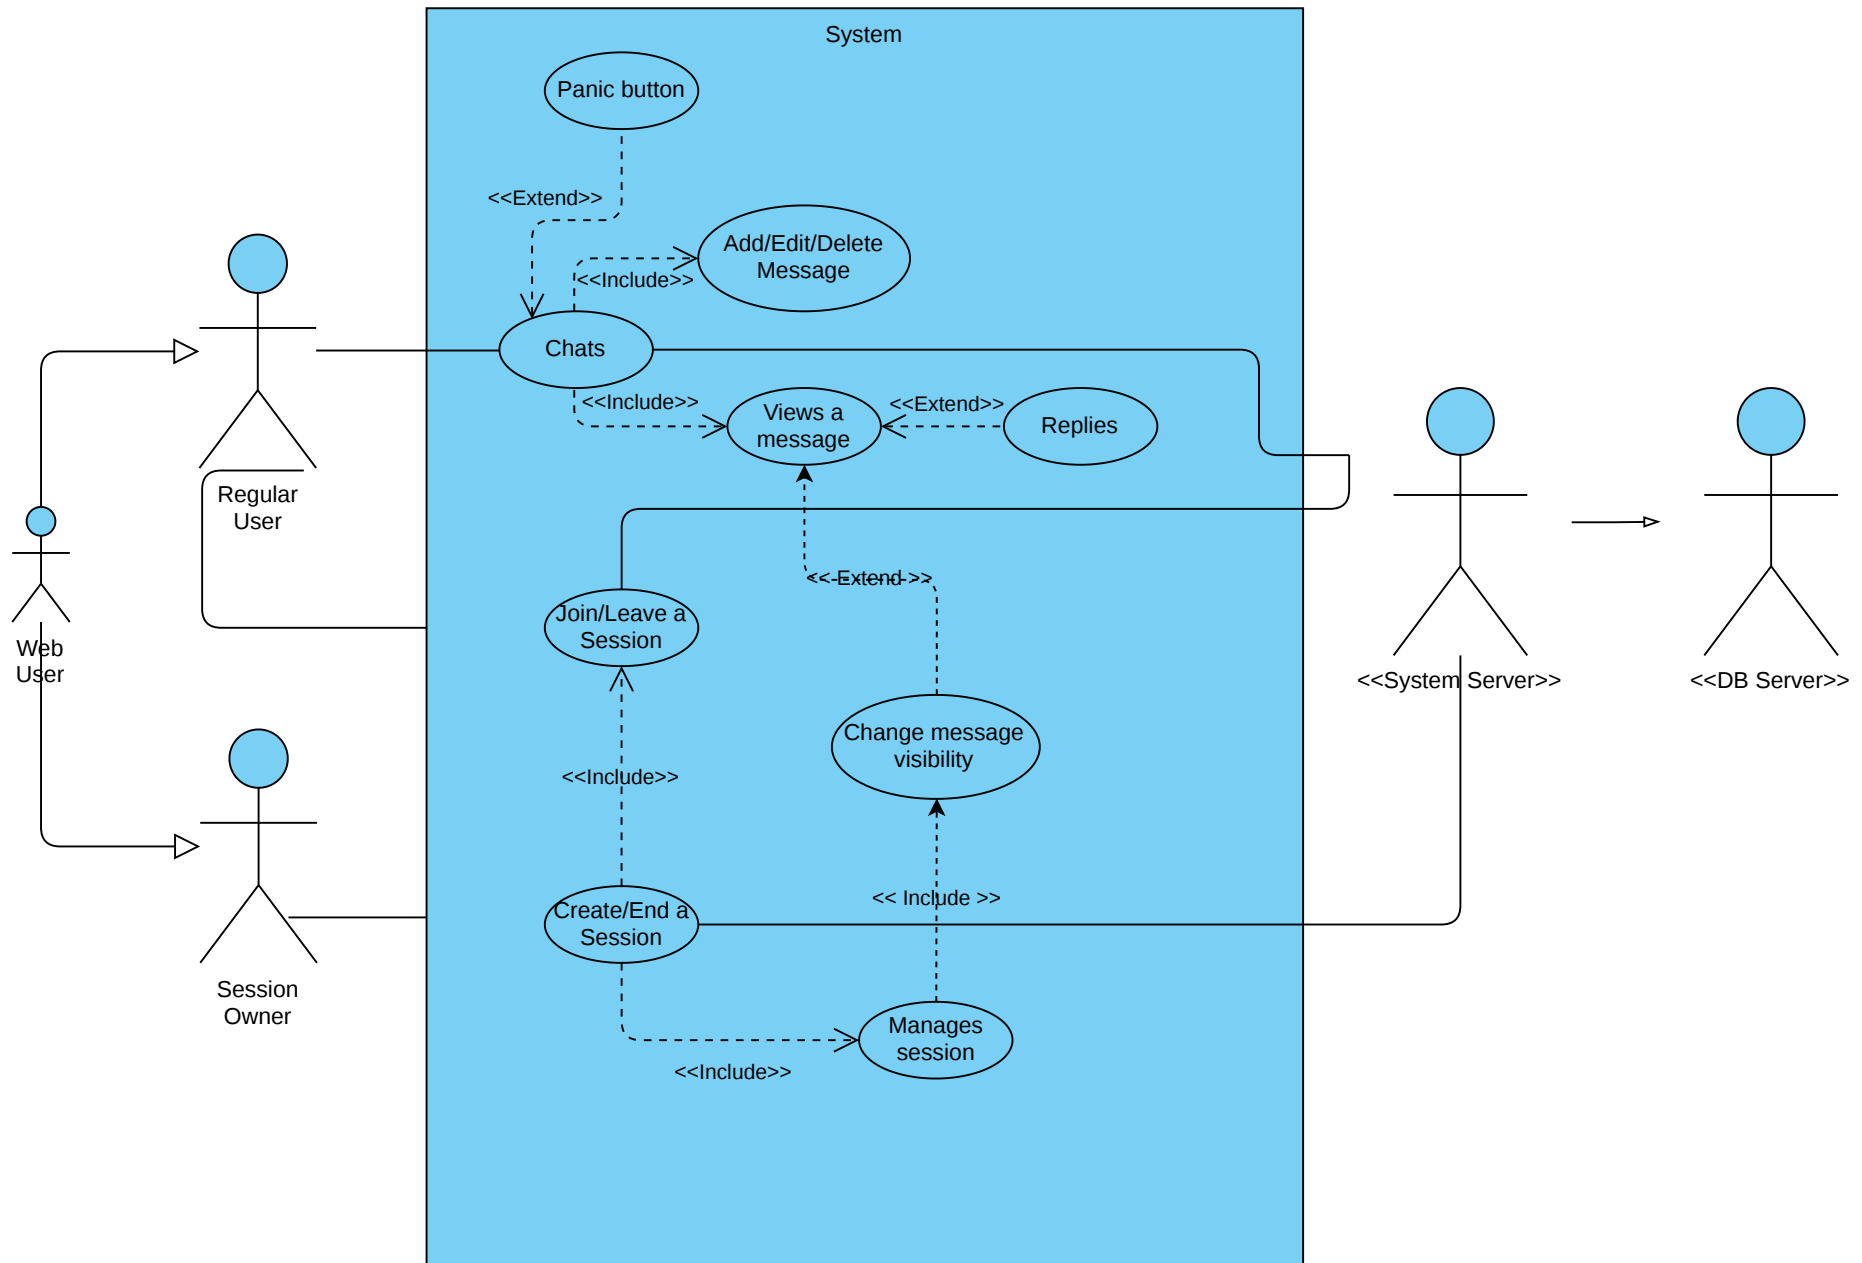 System
Panic button
<<Extend>>
Add/Edit/Delete
Message
<<Include>>
Chats
<<Include>>
Views a
message
<<Extend>>
Replies
Regular
User
<< Extend >>
Join/Leave a
Session
Web
User
<<System Server>>
<<DB Server>>
Change message
visibility
<<Include>>
<< Include >>
Create/End a
Session
Session
Owner
Manages
session
<<Include>>